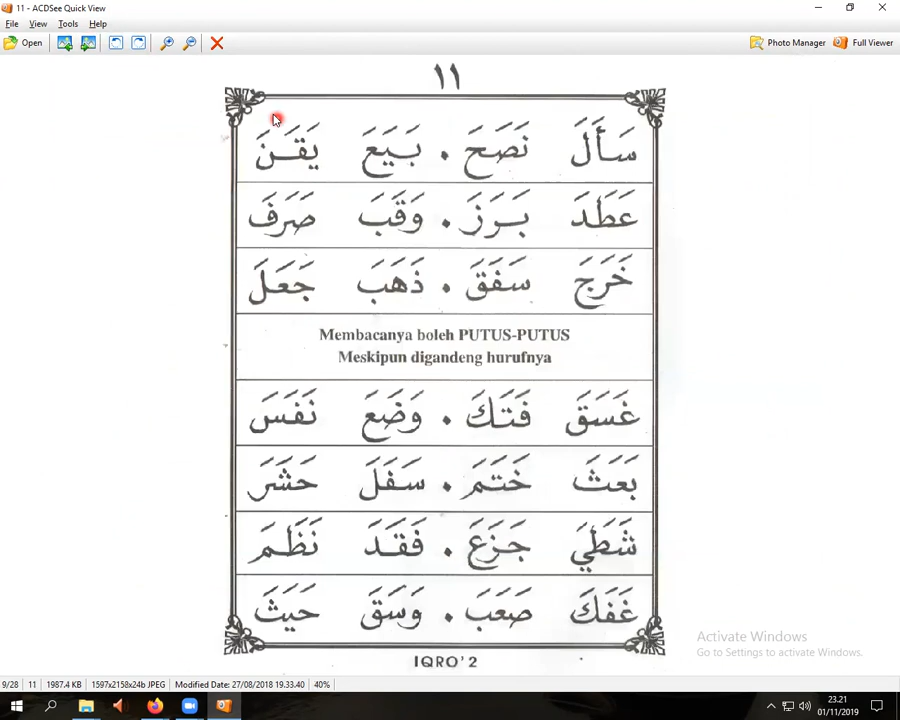 11 - ACDSee Quick View
File View Tools Help
Open Photo Manager Full Viewer
١١
سَأَلَ نَصَحَ . بَيَعَ يَقَنَ
عَطَدَ بَرَزَ . وَقَبَ صَرَفَ
خَرَجَ سَفَقَ . ذَهَبَ جَعَلَ
Membacanya boleh PUTUS-PUTUS
Meskipun digandeng hurufnya
غَسَقَ فَتَكَ . وَضَعَ نَفَسَ
بَعَثَ خَتَمَ . سَفَلَ حَشَرَ
شَطَيَ جَزَعَ . فَقَدَ نَظَمَ
غَفَكَ صَعَبَ . وَسَقَ حَيَثَ
IQRO' 2
Activate Windows
Go to Settings to activate Windows.
9/28 11 1987.4 KB 1597x2158x24b JPEG Modified Date: 27/08/2018 19.33.40 40%
23.21
01/11/2019